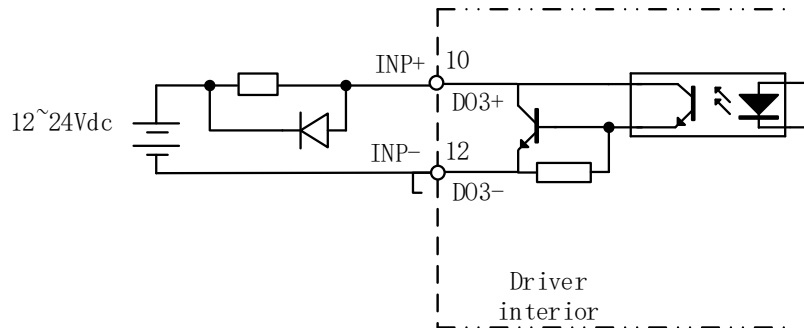 INP+
10
12~24Vdc
DO3+
INP-
12
DO3-
Driver
interior